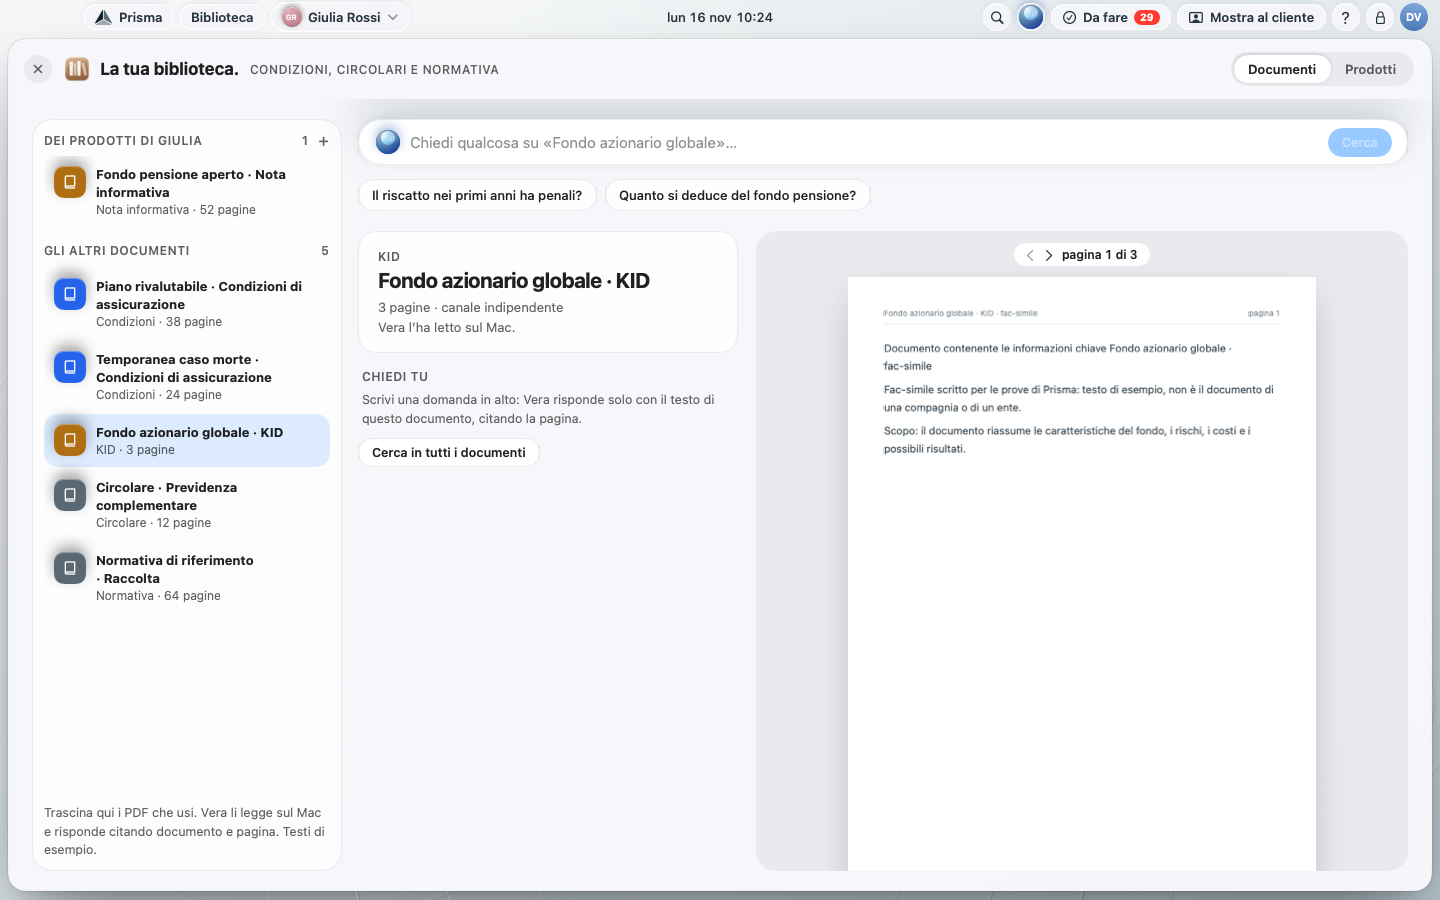 Prisma
Biblioteca
GR
Giulia Rossi
lun 16 nov 10:24
Da fare 29
Mostra al cliente
?
DV
La tua biblioteca. CONDIZIONI, CIRCOLARI E NORMATIVA
Documenti
Prodotti
DEI PRODOTTI DI GIULIA 1 +
Fondo pensione aperto · Nota
informativa
Nota informativa · 52 pagine
GLI ALTRI DOCUMENTI 5
Piano rivalutabile · Condizioni di
assicurazione
Condizioni · 38 pagine
Temporanea caso morte ·
Condizioni di assicurazione
Condizioni · 24 pagine
Fondo azionario globale · KID
KID · 3 pagine
Circolare · Previdenza
complementare
Circolare · 12 pagine
Normativa di riferimento
· Raccolta
Normativa · 64 pagine
Trascina qui i PDF che usi. Vera li legge sul Mac
e risponde citando documento e pagina. Testi di
esempio.
Chiedi qualcosa su «Fondo azionario globale»...
Cerca
Il riscatto nei primi anni ha penali?
Quanto si deduce del fondo pensione?
KID
Fondo azionario globale · KID
3 pagine · canale indipendente
Vera l’ha letto sul Mac.
CHIEDI TU
Scrivi una domanda in alto: Vera risponde solo con il testo di
questo documento, citando la pagina.
Cerca in tutti i documenti
pagina 1 di 3
Fondo azionario globale · KID · fac-simile
pagina 1
Documento contenente le informazioni chiave Fondo azionario globale ·
fac-simile
Fac-simile scritto per le prove di Prisma: testo di esempio, non è il documento di
una compagnia o di un ente.
Scopo: il documento riassume le caratteristiche del fondo, i rischi, i costi e i
possibili risultati.